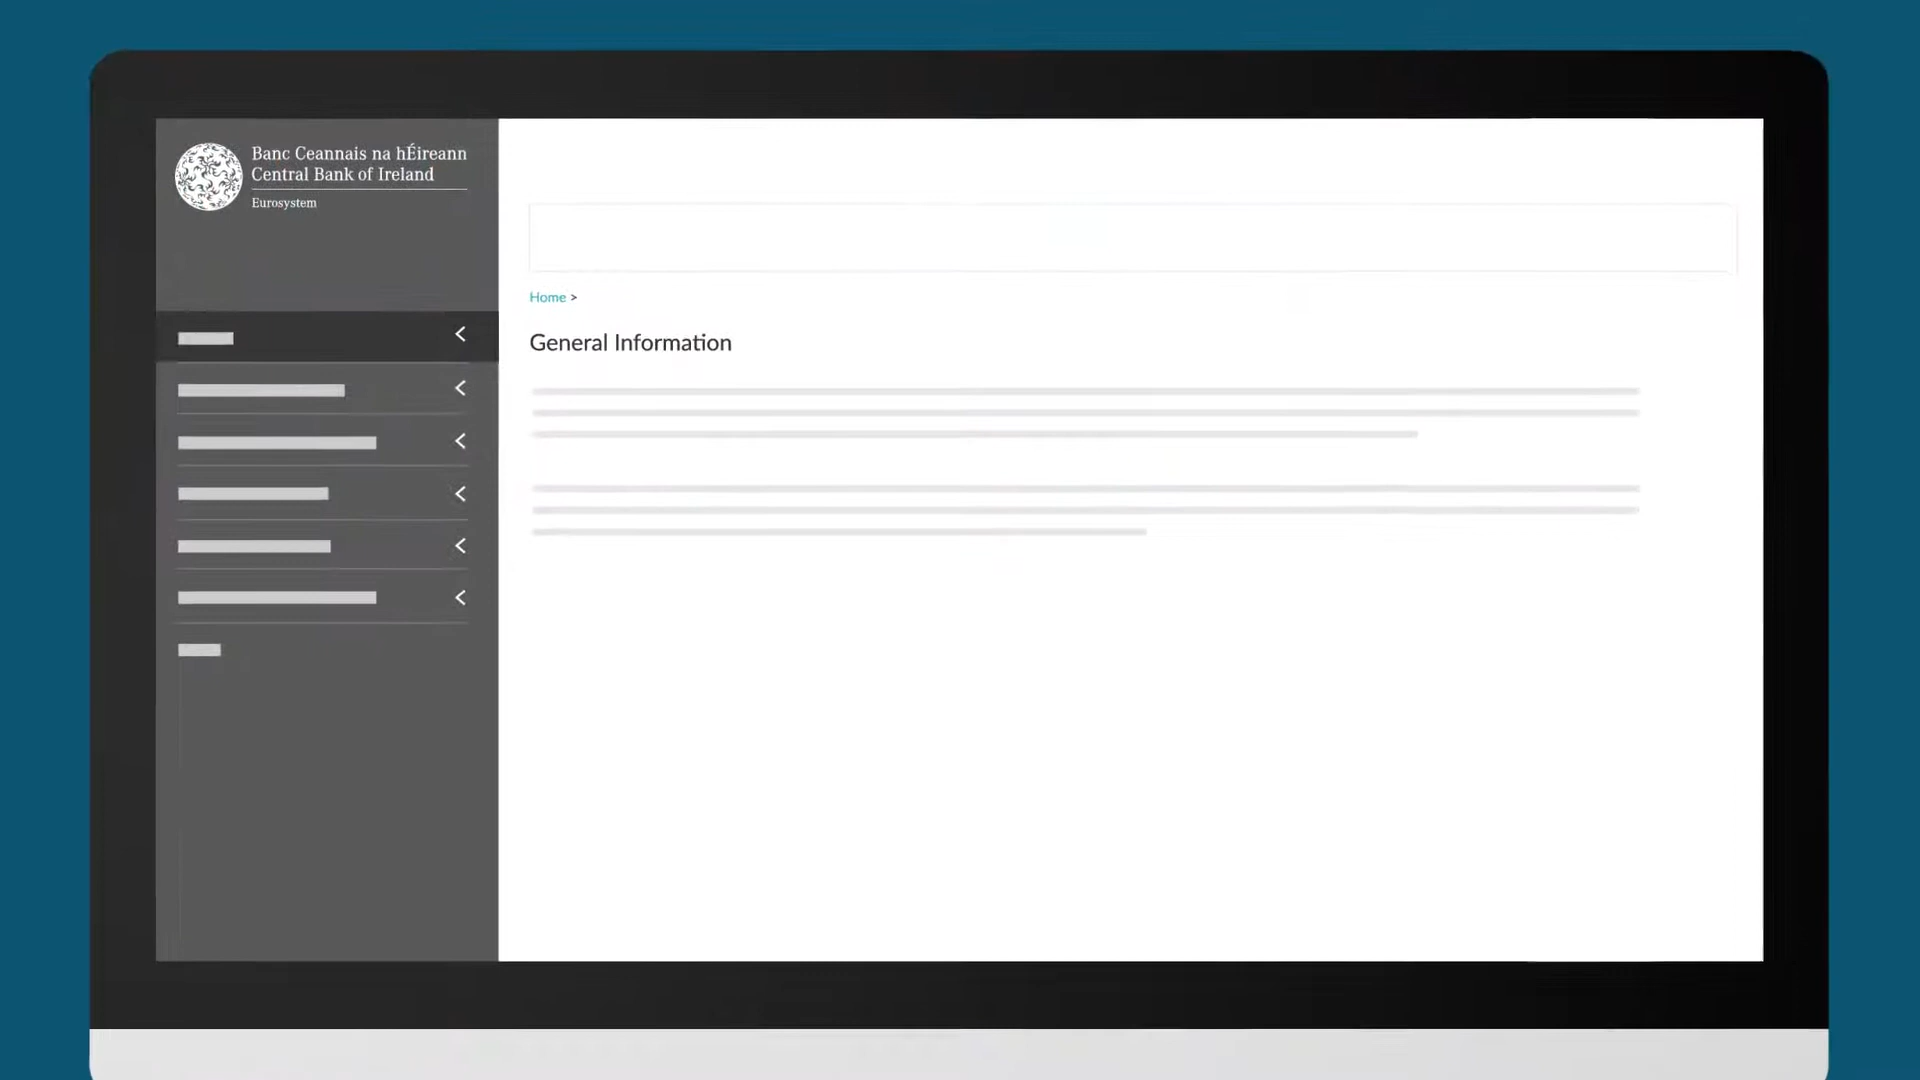 Banc Ceannais na hÉireann
Central Bank of Ireland
Eurosystem
Home >
General Information